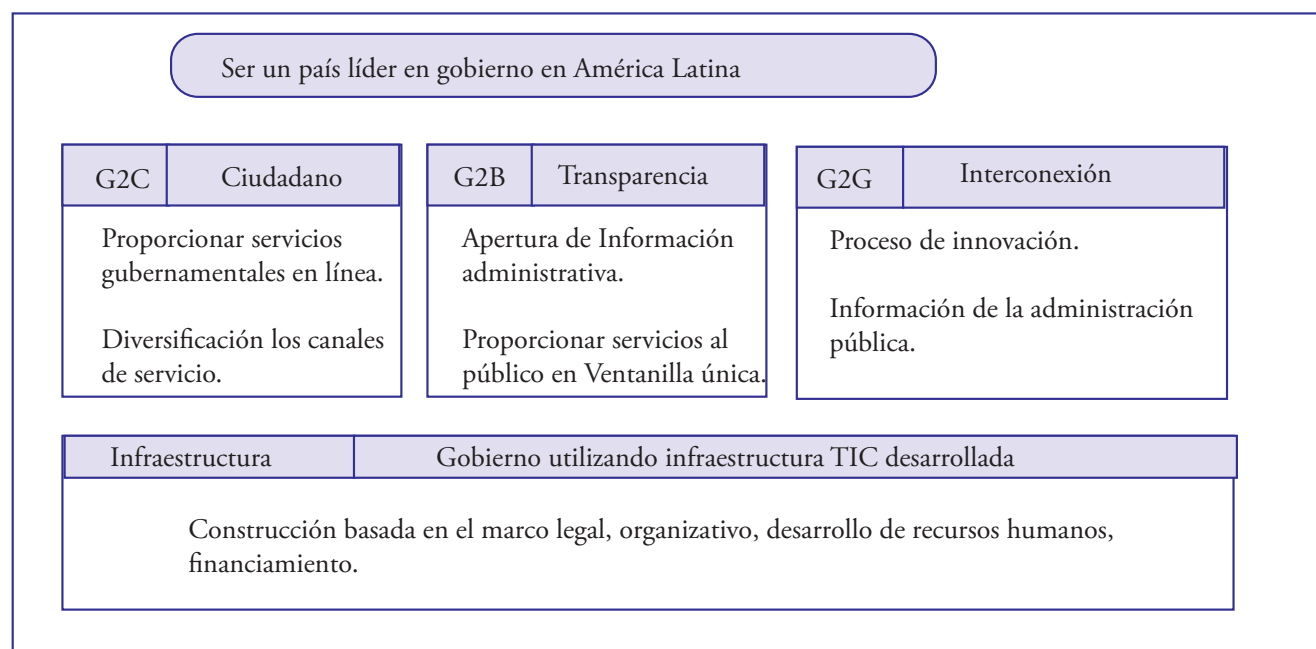 Ser un país líder en gobierno en América Latina
G2C Ciudadano
Proporcionar servicios
gubernamentales en línea.
Diversificación los canales
de servicio.
G2B Transparencia
Apertura de Información
administrativa.
Proporcionar servicios al
público en Ventanilla única.
G2G Interconexión
Proceso de innovación.
Información de la administración
pública.
Infraestructura Gobierno utilizando infraestructura TIC desarrollada
Construcción basada en el marco legal, organizativo, desarrollo de recursos humanos,
financiamiento.